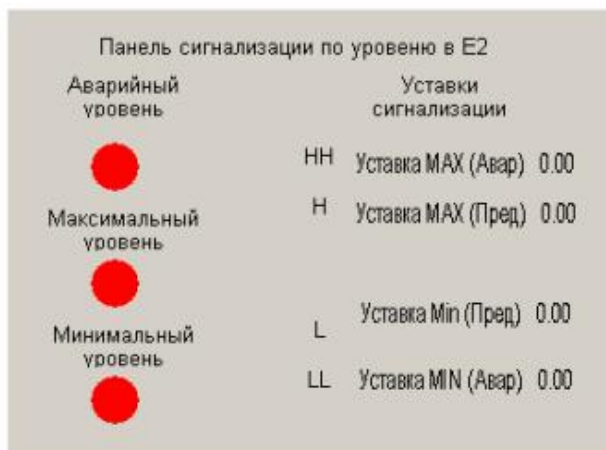 Панель сигнализации по уровеню в Е2
Аварийный
уровень
Уставки
сигнализации
HH Уставка MAX (Авар) 0.00
H Уставка MAX (Пред) 0.00
Максимальный
уровень
L Уставка Min (Пред) 0.00
Минимальный
уровень
LL Уставка MIN (Авар) 0.00